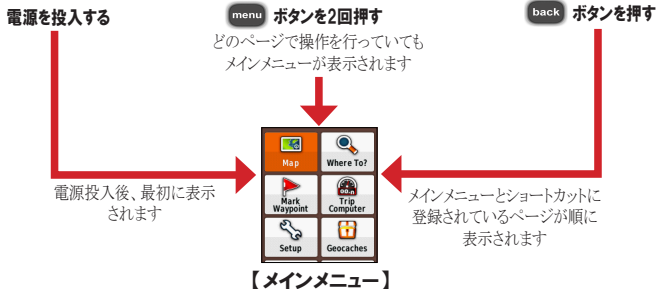 電源を投入する
menu ボタンを2回押す
どのページで操作を行っていても
メインメニューが表示されます
back ボタンを押す
電源投入後、最初に表示
されます
Map
Where To?
Mark
Waypoint
Trip
Computer
Setup
Geocaches
メインメニューとショートカットに
登録されているページが順に
表示されます
【メインメニュー】